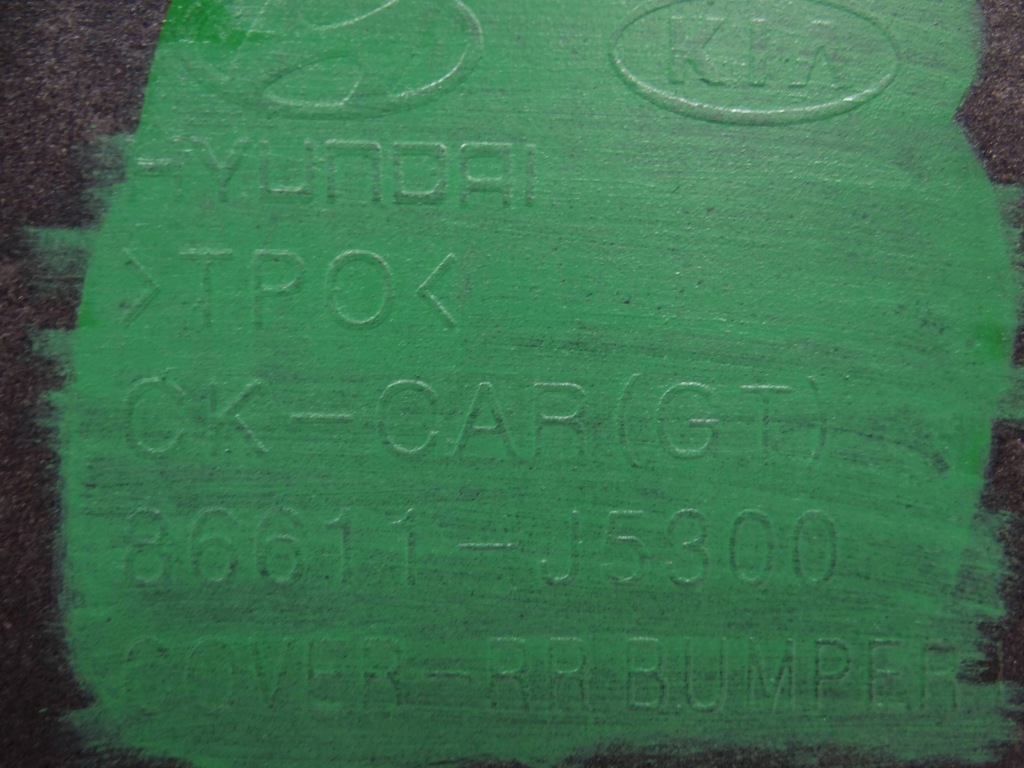 KIA
HYUNDAI
>TPO<
CK-CAR(GT)
86611-J5300
COVER-RR BUMPER